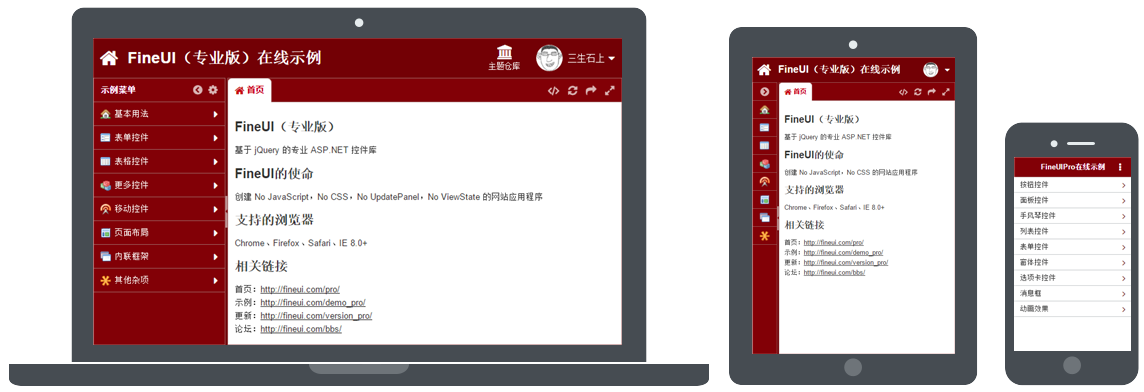 FineUI（专业版）在线示例
主题仓库
三生石上
示例菜单
首页
基本用法
表单控件
表格控件
更多控件
移动控件
页面布局
内联框架
其他杂项
FineUI（专业版）
基于 jQuery 的专业 ASP.NET 控件库
FineUI的使命
创建 No JavaScript，No CSS，No UpdatePanel，No ViewState 的网站应用程序
支持的浏览器
Chrome、Firefox、Safari、IE 8.0+
相关链接
首页：http://fineui.com/pro/
示例：http://fineui.com/demo_pro/
更新：http://fineui.com/version_pro/
论坛：http://fineui.com/bbs/
FineUI（专业版）在线示例
首页
FineUI（专业版）
基于 jQuery 的专业 ASP.NET 控件库
FineUI的使命
创建 No JavaScript，No CSS，No UpdatePanel，No ViewState 的网站应用程序
支持的浏览器
Chrome、Firefox、Safari、IE 8.0+
相关链接
首页：http://fineui.com/pro/
示例：http://fineui.com/demo_pro/
更新：http://fineui.com/version_pro/
论坛：http://fineui.com/bbs/
FineUIPro在线示例
按钮控件
面板控件
手风琴控件
列表控件
表单控件
窗体控件
选项卡控件
消息框
动画效果